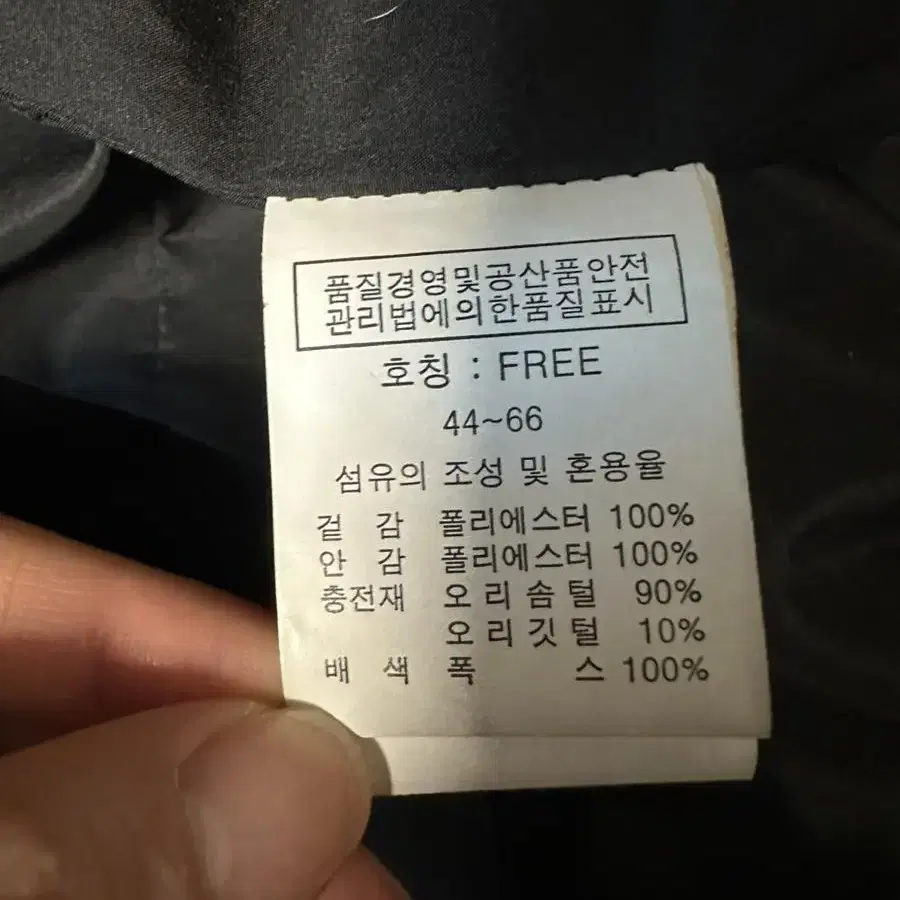 품질경영및공산품안전
관리법에의한품질표시
호칭 : FREE
44~66
섬유의 조성 및 혼용율
겉 감 폴리에스터 100%
안 감 폴리에스터 100%
충전재 오리솜털 90%
오리깃털 10%
배 색 폭 스 100%